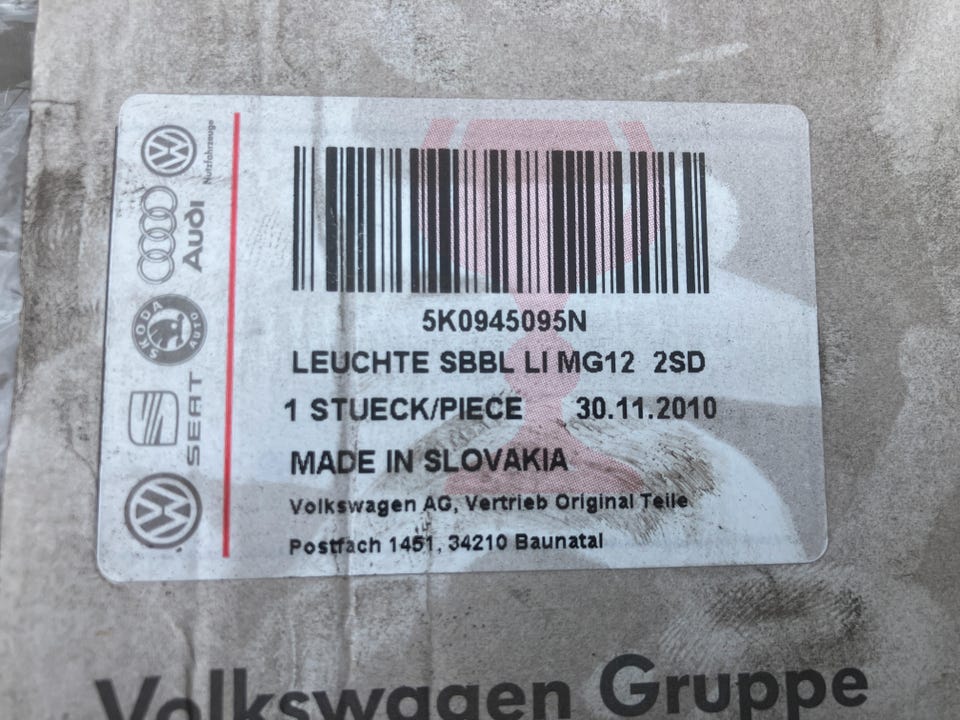 Nutzfahrzeuge
Audi
SKODA
AUTO
SEAT
5K0945095N
LEUCHTE SBBL LI MG12 2SD
1 STUECK/PIECE 30.11.2010
MADE IN SLOVAKIA
Volkswagen AG, Vertrieb Original Teile
Postfach 1451, 34210 Baunatal
Volkswagen Gruppe